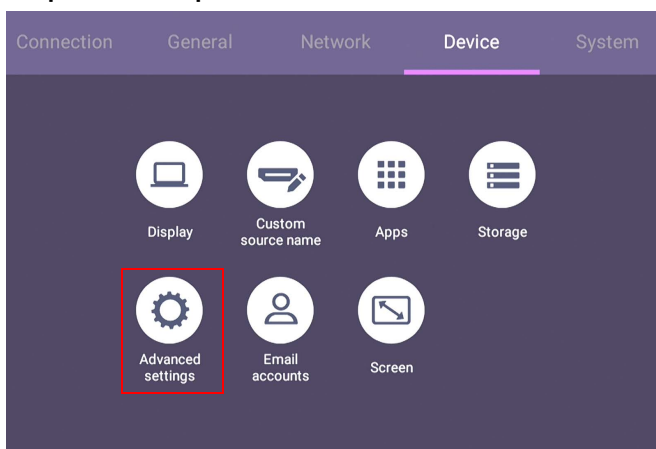 Connection General Network Device System
Display
Custom
source name
Apps
Storage
Advanced
settings
Email
accounts
Screen